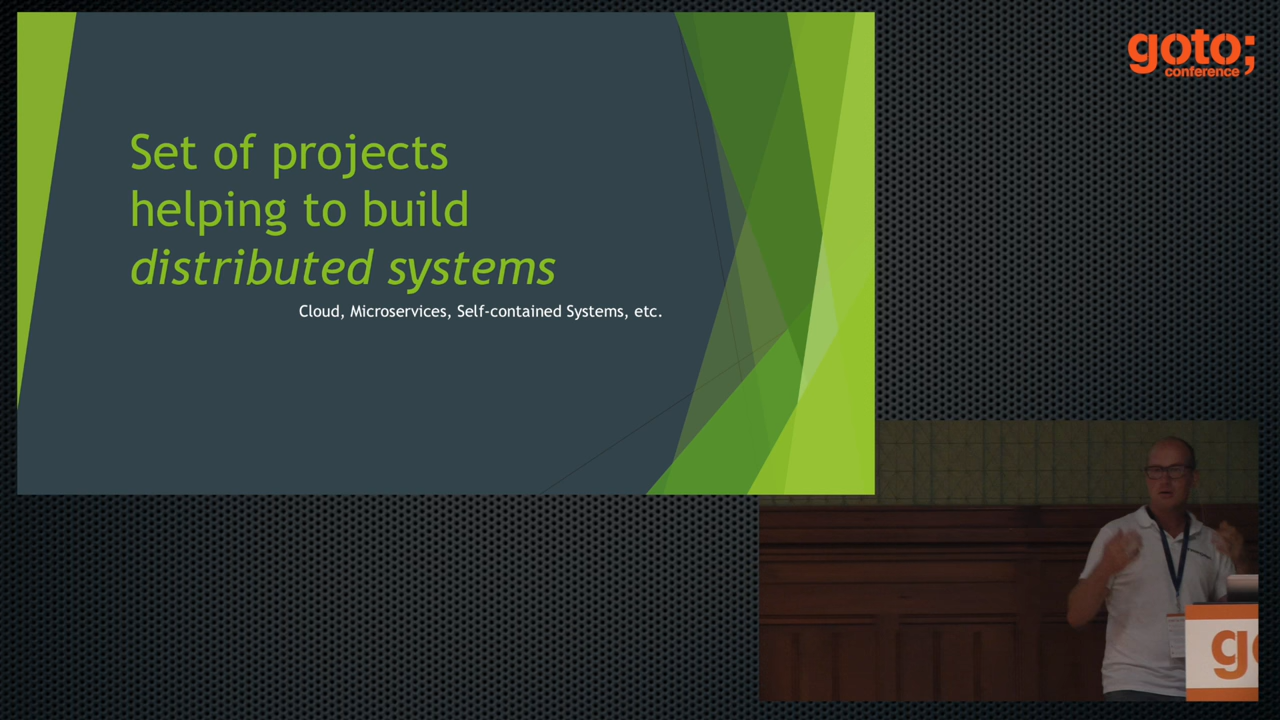 goto;
conference
Set of projects
helping to build
distributed systems
Cloud, Microservices, Self-contained Systems, etc.
g